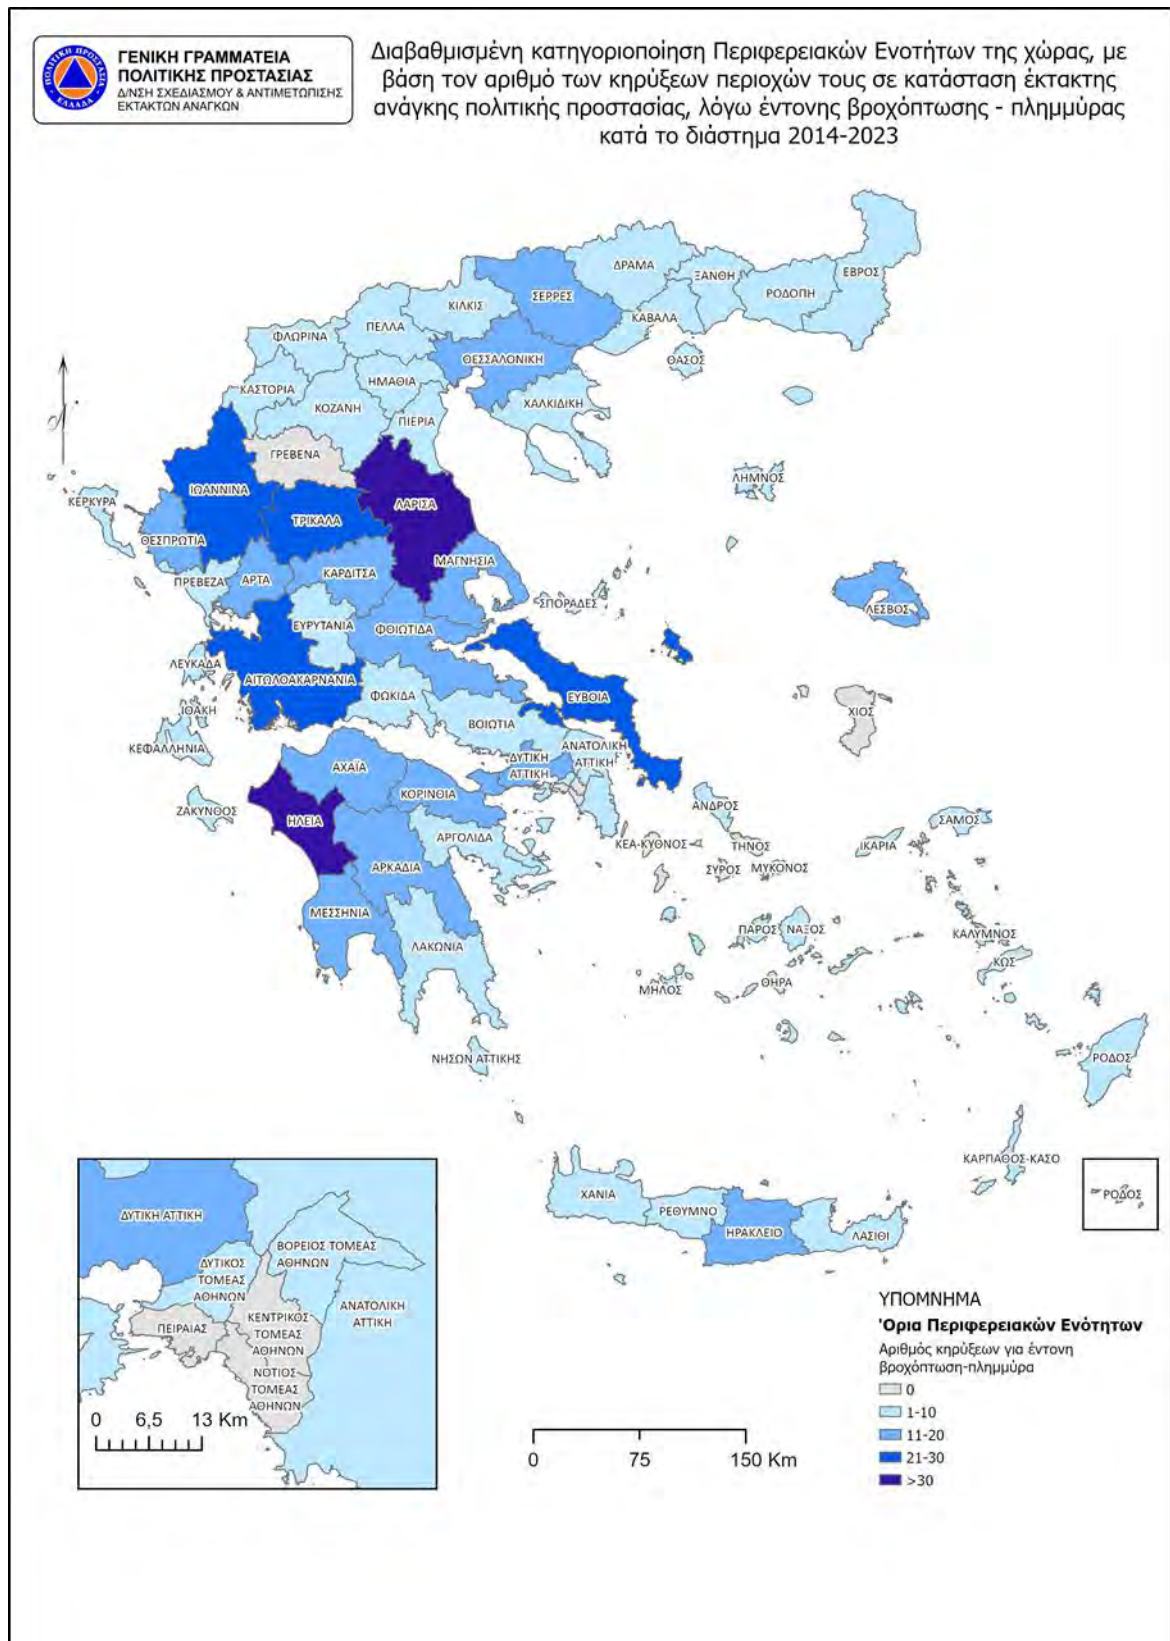 ΠΟΛΙΤΙΚΗ ΠΡΟΣΤΑΣΙΑ
ΕΛΛΑΔΑ
ΓΕΝΙΚΗ ΓΡΑΜΜΑΤΕΙΑ
ΠΟΛΙΤΙΚΗΣ ΠΡΟΣΤΑΣΙΑΣ
Δ/ΝΣΗ ΣΧΕΔΙΑΣΜΟΥ & ΑΝΤΙΜΕΤΩΠΙΣΗΣ
ΕΚΤΑΚΤΩΝ ΑΝΑΓΚΩΝ
Διαβαθμισμένη κατηγοριοποίηση Περιφερειακών Ενοτήτων της χώρας, με
βάση τον αριθμό των κηρύξεων περιοχών τους σε κατάσταση έκτακτης
ανάγκης πολιτικής προστασίας, λόγω έντονης βροχόπτωσης - πλημμύρας
κατά το διάστημα 2014-2023
ΔΡΑΜΑ
ΞΑΝΘΗ
ΕΒΡΟΣ
ΡΟΔΟΠΗ
ΣΕΡΡΕΣ
ΚΙΛΚΙΣ
ΚΑΒΑΛΑ
ΠΕΛΛΑ
ΦΛΩΡΙΝΑ
ΘΕΣΣΑΛΟΝΙΚΗ
ΘΑΣΟΣ
ΗΜΑΘΙΑ
ΚΑΣΤΟΡΙΑ
ΚΟΖΑΝΗ
ΧΑΛΚΙΔΙΚΗ
ΠΙΕΡΙΑ
ΓΡΕΒΕΝΑ
ΛΗΜΝΟΣ
ΙΩΑΝΝΙΝΑ
ΚΕΡΚΥΡΑ
ΛΑΡΙΣΑ
ΤΡΙΚΑΛΑ
ΘΕΣΠΡΩΤΙΑ
ΜΑΓΝΗΣΙΑ
ΚΑΡΔΙΤΣΑ
ΠΡΕΒΕΖΑ
ΑΡΤΑ
ΣΠΟΡΑΔΕΣ
ΛΕΣΒΟΣ
ΕΥΡΥΤΑΝΙΑ
ΦΘΙΩΤΙΔΑ
ΛΕΥΚΑΔΑ
ΑΙΤΩΛΟΑΚΑΡΝΑΝΙΑ
ΦΩΚΙΔΑ
ΕΥΒΟΙΑ
ΙΘΑΚΗ
ΧΙΟΣ
ΒΟΙΩΤΙΑ
ΚΕΦΑΛΛΗΝΙΑ
ΑΝΑΤΟΛΙΚΗ
ΑΤΤΙΚΗ
ΔΥΤΙΚΗ
ΑΤΤΙΚΗ
ΑΧΑΪΑ
ΚΟΡΙΝΘΙΑ
ΖΑΚΥΝΘΟΣ
ΗΛΕΙΑ
ΑΝΔΡΟΣ
ΣΑΜΟΣ
ΑΡΓΟΛΙΔΑ
ΚΕΑ-ΚΥΘΝΟΣ
ΤΗΝΟΣ
ΙΚΑΡΙΑ
ΑΡΚΑΔΙΑ
ΣΥΡΟΣ
ΜΥΚΟΝΟΣ
ΜΕΣΣΗΝΙΑ
ΠΑΡΟΣ
ΝΑΞΟΣ
ΚΑΛΥΜΝΟΣ
ΛΑΚΩΝΙΑ
ΚΩΣ
ΜΗΛΟΣ
ΘΗΡΑ
ΝΗΣΩΝ ΑΤΤΙΚΗΣ
ΡΟΔΟΣ
ΚΑΡΠΑΘΟΣ-ΚΑΣΟ
ΡΟΔΟΣ
ΧΑΝΙΑ
ΡΕΘΥΜΝΟ
ΗΡΑΚΛΕΙΟ
ΛΑΣΙΘΙ
ΔΥΤΙΚΗ ΑΤΤΙΚΗ
ΒΟΡΕΙΟΣ ΤΟΜΕΑΣ
ΑΘΗΝΩΝ
ΔΥΤΙΚΟΣ
ΤΟΜΕΑΣ
ΑΘΗΝΩΝ
ΑΝΑΤΟΛΙΚΗ
ΑΤΤΙΚΗ
ΚΕΝΤΡΙΚΟΣ
ΤΟΜΕΑΣ
ΑΘΗΝΩΝ
ΠΕΙΡΑΙΑΣ
ΝΟΤΙΟΣ
ΤΟΜΕΑΣ
ΑΘΗΝΩΝ
0 6,5 13 Km
0 75 150 Km
ΥΠΟΜΝΗΜΑ
'Ορια Περιφερειακών Ενότητων
Αριθμός κηρύξεων για έντονη
βροχόπτωση-πλημμύρα
0
1-10
11-20
21-30
>30